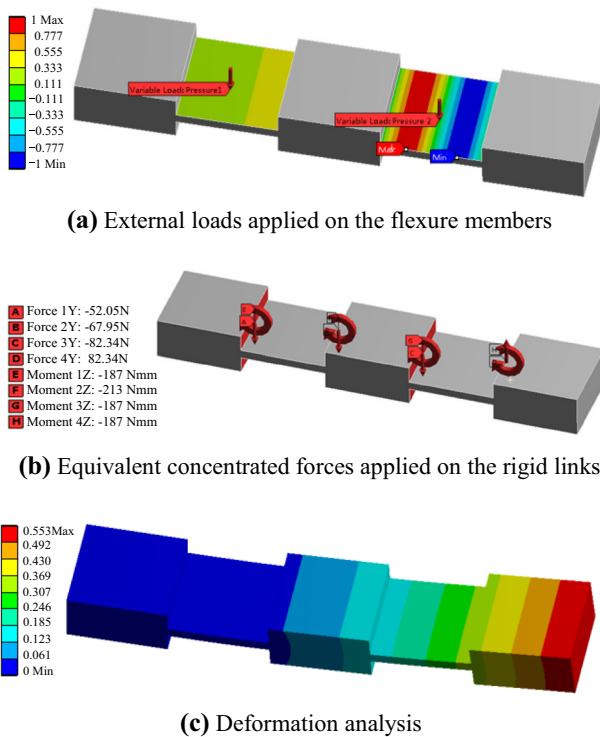 1 Max
0.777
0.555
0.333
0.111
−0.111
−0.333
−0.555
−0.777
−1 Min
Variable Load: Pressure1
Variable Load: Pressure 2
Max
Min
(a) External loads applied on the flexure members
A Force 1Y: -52.05N
B Force 2Y: -67.95N
C Force 3Y: -82.34N
D Force 4Y: 82.34N
E Moment 1Z: -187 Nmm
F Moment 2Z: -213 Nmm
G Moment 3Z: -187 Nmm
H Moment 4Z: -187 Nmm
E
A
G
C
H
(b) Equivalent concentrated forces applied on the rigid links
0.553Max
0.492
0.430
0.369
0.307
0.246
0.185
0.123
0.061
0 Min
(c) Deformation analysis